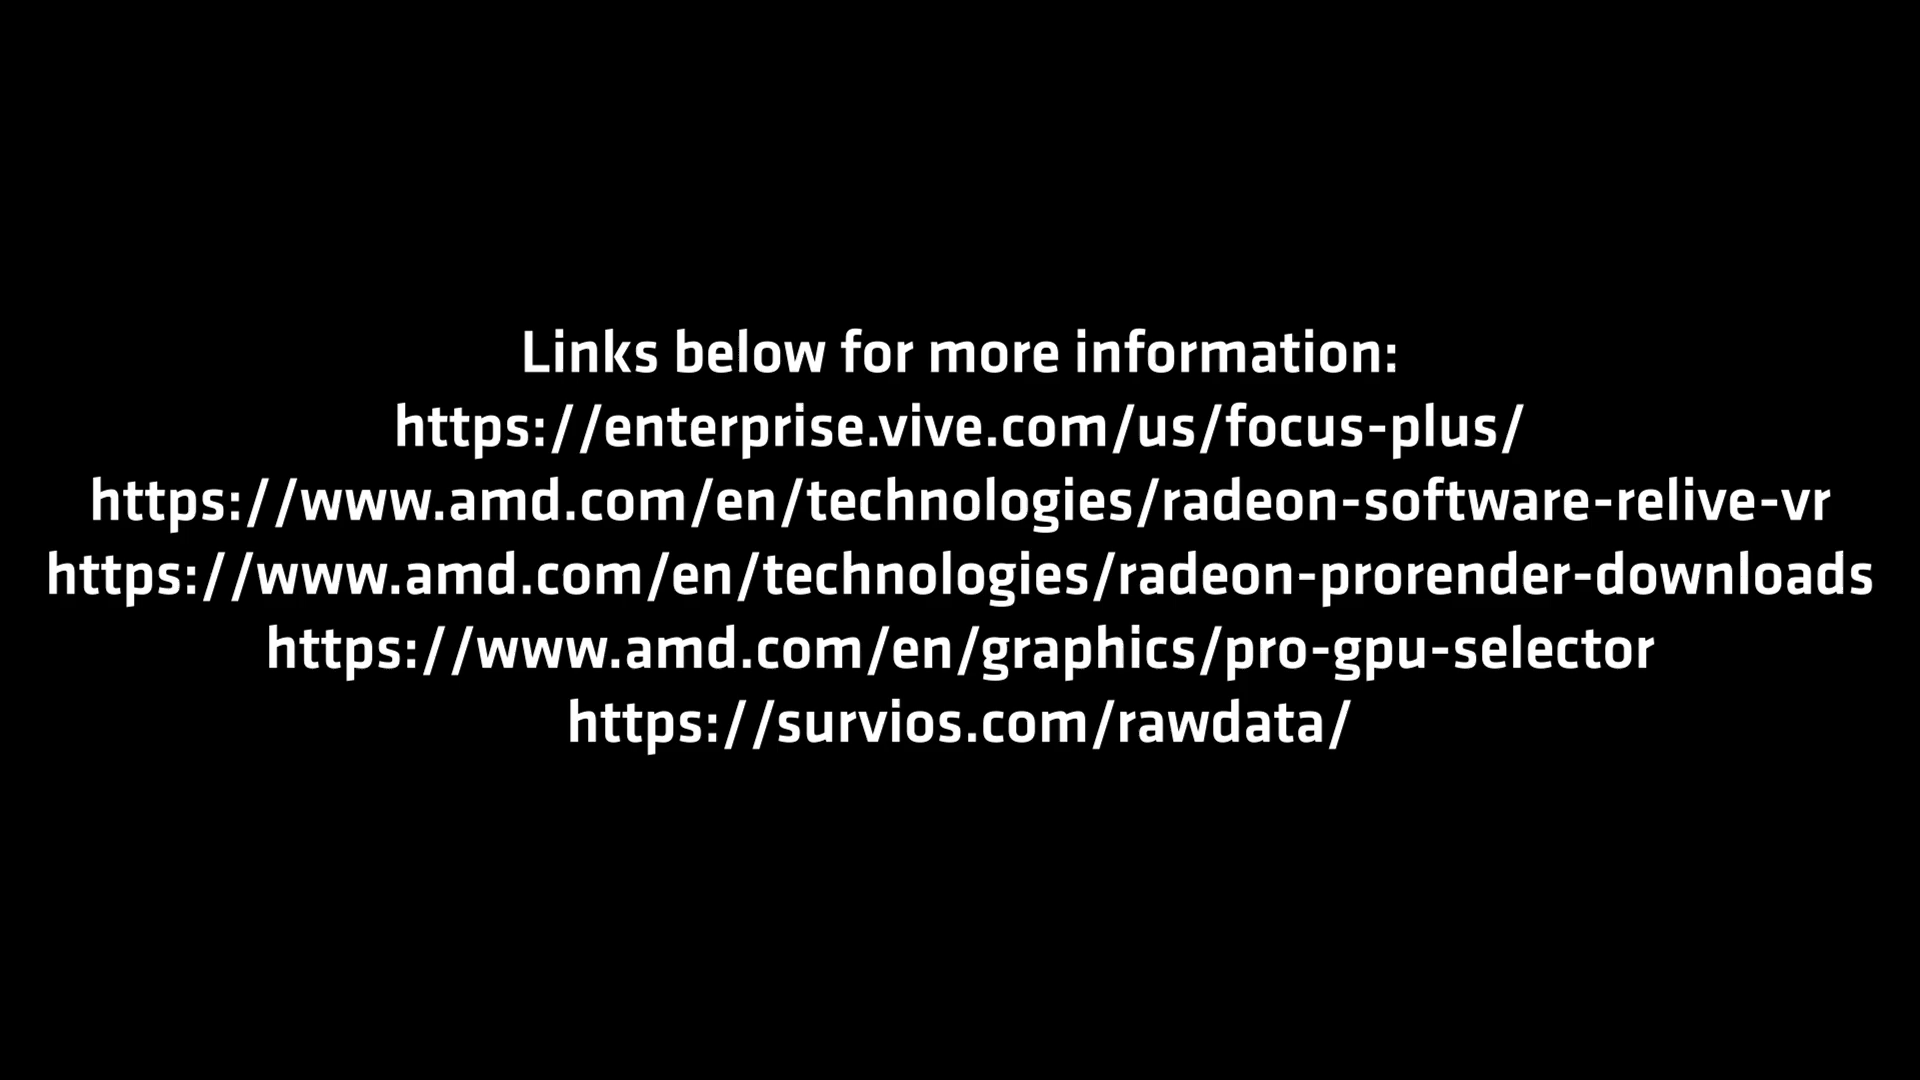 Links below for more information:
https://enterprise.vive.com/us/focus-plus/
https://www.amd.com/en/technologies/radeon-software-relive-vr
https://www.amd.com/en/technologies/radeon-prorender-downloads
https://www.amd.com/en/graphics/pro-gpu-selector
https://survios.com/rawdata/